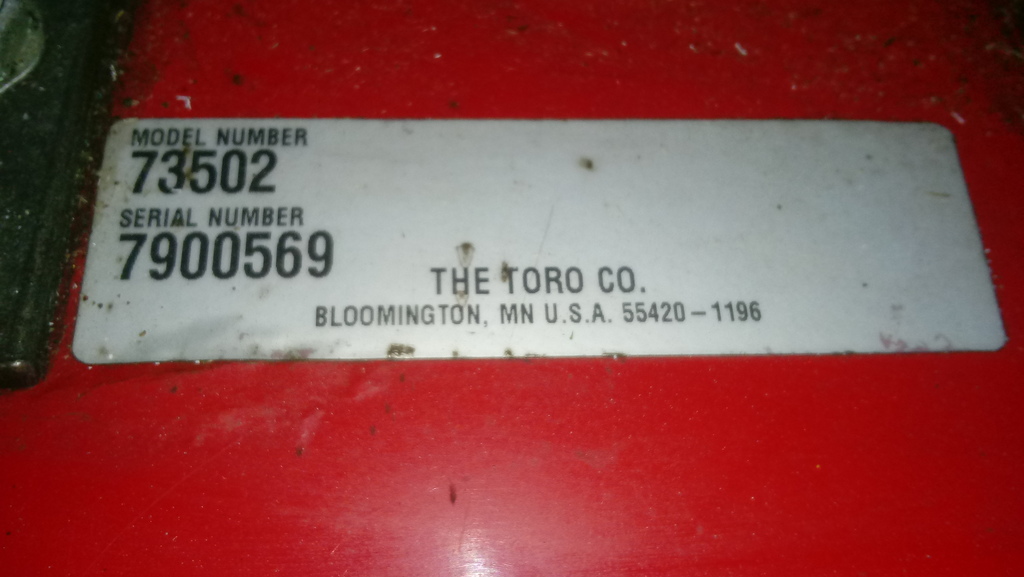 MODEL NUMBER
73502
SERIAL NUMBER
7900569
THE TORO CO.
BLOOMINGTON, MN U.S.A. 55420-1196